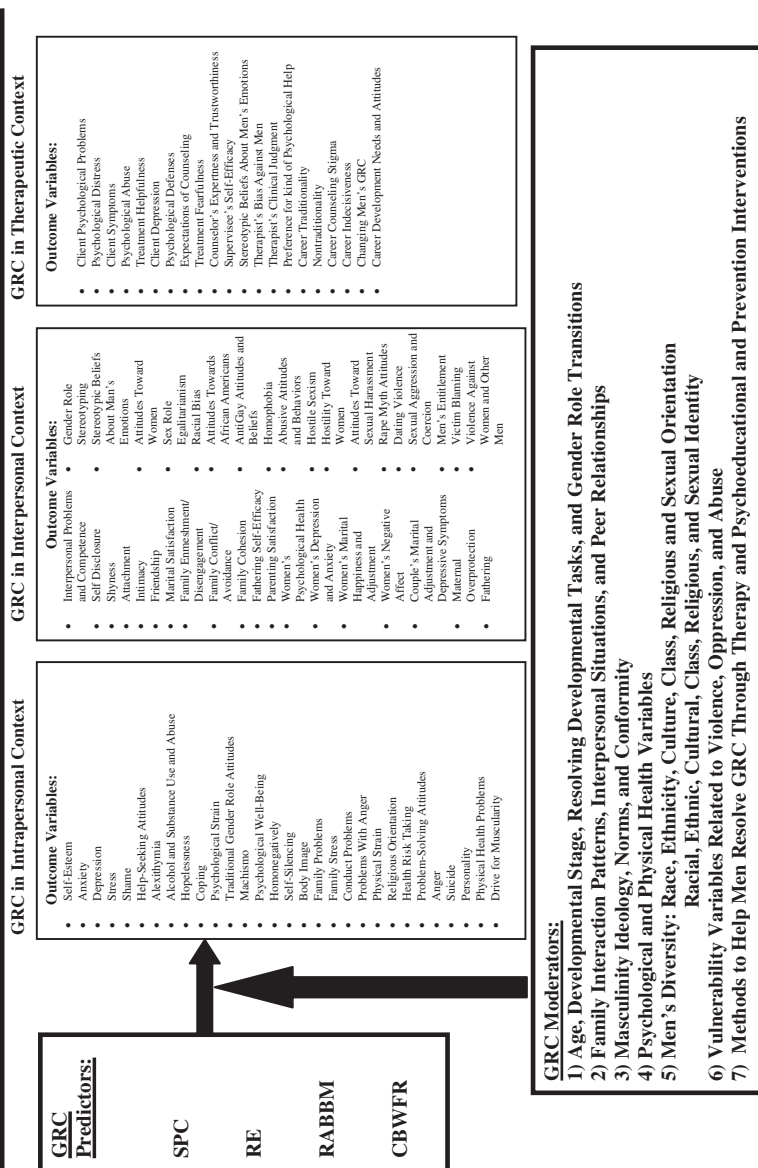 GRC
Predictors:
SPC
RE
RABBM
CBWFR
GRC in Intrapersonal Context
Outcome Variables:
• Self-Esteem
• Anxiety
• Depression
• Stress
• Shame
• Help-Seeking Attitudes
• Alexithymia
• Alcohol and Substance Use and Abuse
• Hopelessness
• Coping
• Psychological Strain
• Traditional Gender Role Attitudes
• Machismo
• Psychological Well-Being
• Homonegatively
• Self-Silencing
• Body Image
• Family Problems
• Family Stress
• Conduct Problems
• Problems With Anger
• Physical Strain
• Religious Orientation
• Health Risk Taking
• Problem-Solving Attitudes
• Anger
• Suicide
• Personality
• Physical Health Problems
• Drive for Muscularity
GRC in Interpersonal Context
Outcome Variables:
• Interpersonal Problems
and Competence
• Self Disclosure
• Shyness
• Attachment
• Intimacy
• Friendship
• Marital Satisfaction
• Family Enmeshment/
Disengagement
• Family Conflict/
Avoidance
• Family Cohesion
• Fathering Self-Efficacy
• Parenting Satisfaction
• Women's
Psychological Health
• Women's Depression
and Anxiety
• Women's Marital
Happiness and
Adjustment
• Women's Negative
Affect
• Couple's Marital
Adjustment and
Depressive Symptoms
• Maternal
Overprotection
• Fathering
• Gender Role
Stereotyping
• Stereotypic Beliefs
About Man's
Emotions
• Attitudes Toward
Women
• Sex Role
Egalitarianism
• Racial Bias
• Attitudes Towards
African Americans
• AntiGay Attitudes and
Beliefs
• Homophobia
• Abusive Attitudes
and Behaviors
• Hostile Sexism
• Hostility Toward
Women
• Attitudes Toward
Sexual Harassment
• Rape Myth Attitudes
• Dating Violence
• Sexual Aggression and
Coercion
• Men's Entitlement
• Victim Blaming
• Violence Against
Women and Other
Men
GRC in Therapeutic Context
Outcome Variables:
• Client Psychological Problems
• Psychological Distress
• Client Symptoms
• Psychological Abuse
• Treatment Helpfulness
• Client Depression
• Psychological Defenses
• Expectations of Counseling
• Treatment Fearfulness
• Counselor's Expertness and Trustworthiness
• Supervisee's Self-Efficacy
• Stereotypic Beliefs About Men's Emotions
• Therapist's Bias Against Men
• Therapist's Clinical Judgment
• Preference for kind of Psychological Help
• Career Traditionality
• Nontraditionality
• Career Counseling Stigma
• Career Indecisiveness
• Changing Men's GRC
• Career Development Needs and Attitudes
GRC Moderators:
1) Age, Developmental Stage, Resolving Developmental Tasks, and Gender Role Transitions
2) Family Interaction Patterns, Interpersonal Situations, and Peer Relationships
3) Masculinity Ideology, Norms, and Conformity
4) Psychological and Physical Health Variables
5) Men's Diversity: Race, Ethnicity, Culture, Class, Religious and Sexual Orientation
Racial, Ethnic, Cultural, Class, Religious, and Sexual Identity
6) Vulnerability Variables Related to Violence, Oppression, and Abuse
7) Methods to Help Men Resolve GRC Through Therapy and Psychoeducational and Prevention Interventions